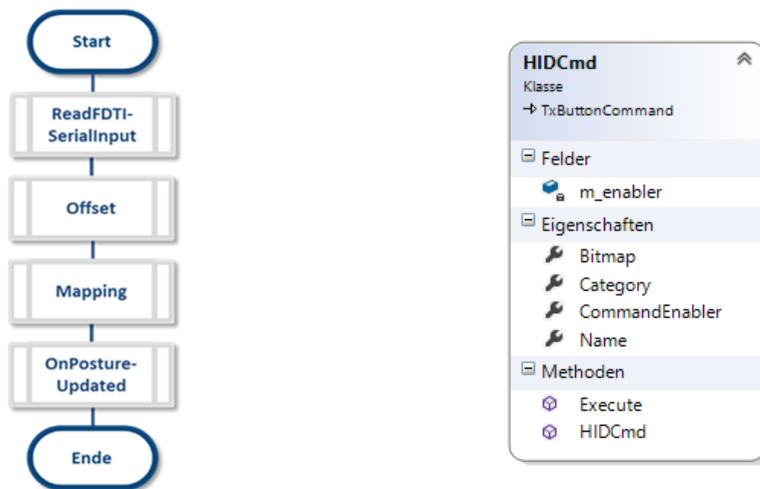 Start
ReadFDTI-
SerialInput
Offset
Mapping
OnPosture-
Updated
Ende
HIDCmd
Klasse
TxButtonCommand
Felder
m_enabler
Eigenschaften
Bitmap
Category
CommandEnabler
Name
Methoden
Execute
HIDCmd